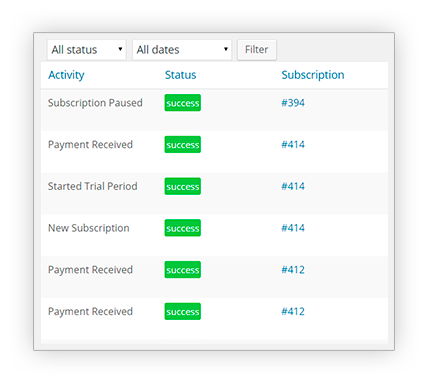 All status All dates Filter
Activity Status Subscription
Subscription Paused success #394
Payment Received success #414
Started Trial Period success #414
New Subscription success #414
Payment Received success #412
Payment Received success #412